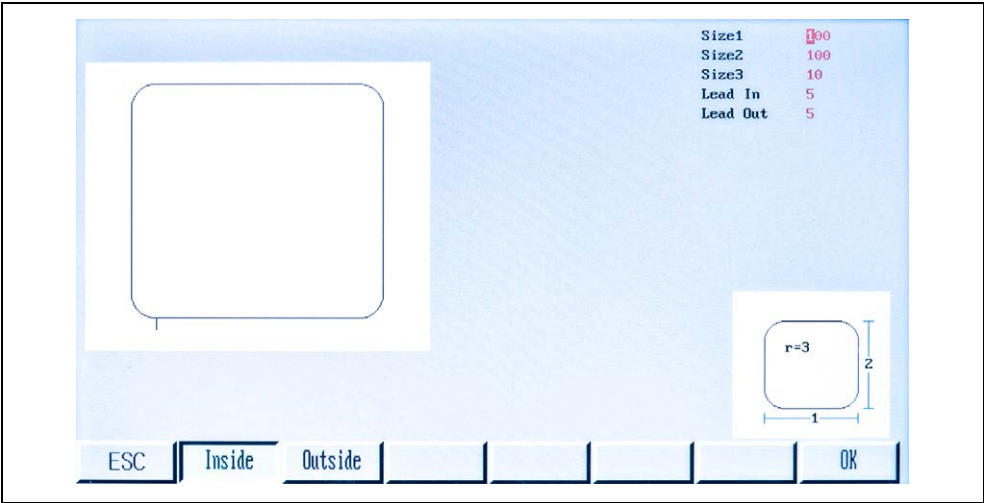 Size1 100
Size2 100
Size3 10
Lead In 5
Lead Out 5
r=3
2
1
ESC Inside Outside OK